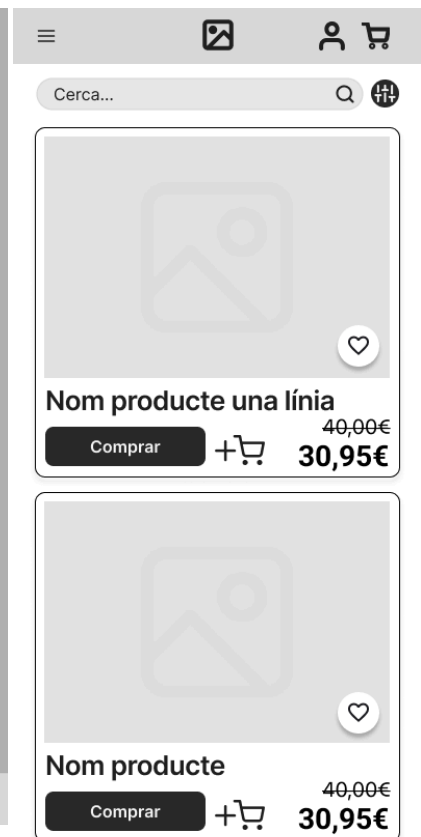 Cerca...
Nom producte una línia
40,00€
Comprar
30,95€
Nom producte
40,00€
Comprar
30,95€